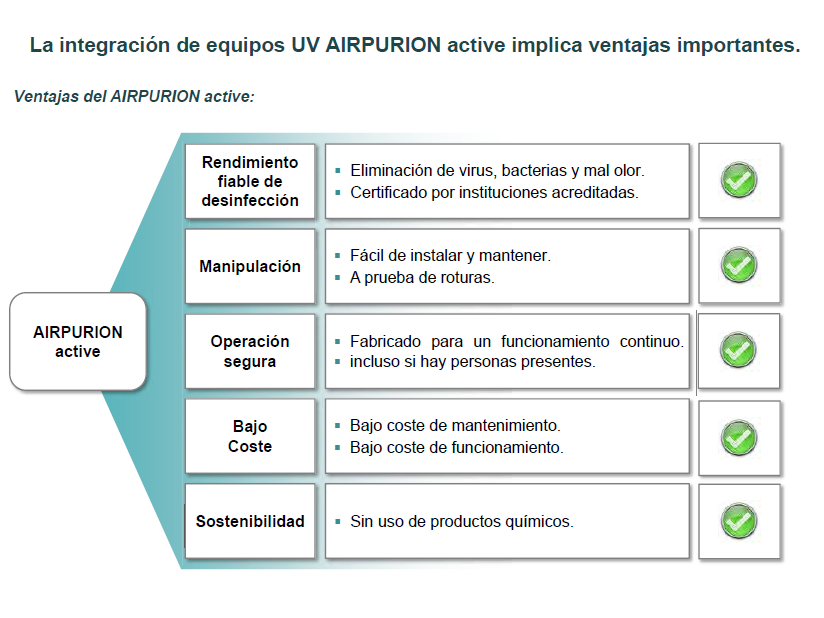 La integración de equipos UV AIRPURION active implica ventajas importantes.
Ventajas del AIRPURION active:
AIRPURION
active
Rendimiento
fiable de
desinfección
▪ Eliminación de virus, bacterias y mal olor.
▪ Certificado por instituciones acreditadas.
Manipulación
▪ Fácil de instalar y mantener.
▪ A prueba de roturas.
Operación
segura
▪ Fabricado para un funcionamiento continuo.
▪ incluso si hay personas presentes.
Bajo
Coste
▪ Bajo coste de mantenimiento.
▪ Bajo coste de funcionamiento.
Sostenibilidad
▪ Sin uso de productos químicos.